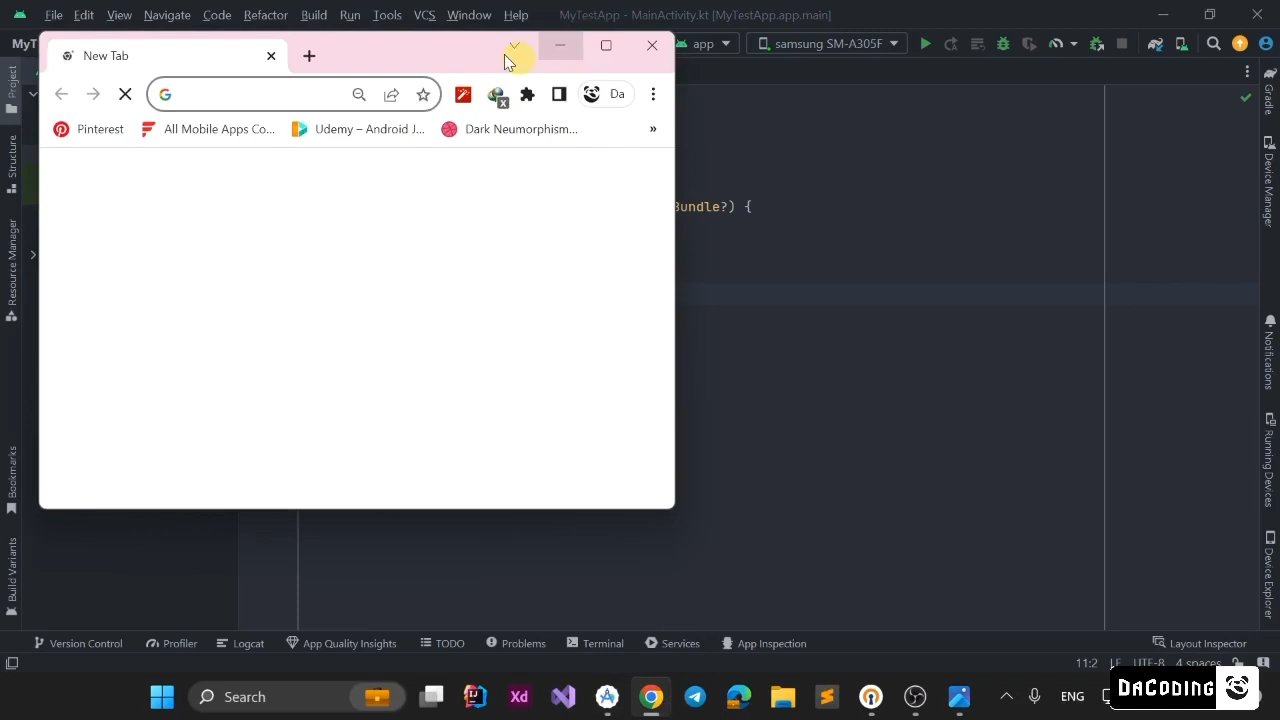 File Edit View Navigate Code Refactor Build Run Tools VCS Window Help MyTestApp - MainActivity.kt [MyTestApp.app.main]
MyT app samsung SM-A305F
New Tab
Da
Pinterest All Mobile Apps Co... Udemy – Android J... Dark Neumorphism... »
Bundle?) {
Project
Structure
Resource Manager
Bookmarks
Build Variants
Gradle
Device Manager
Notifications
Running Devices
Device Explorer
Version Control Profiler Logcat App Quality Insights TODO Problems Terminal Services App Inspection Layout Inspector
11:2 LF UTF-8 4 spaces
Search Xd ENG
DACODING